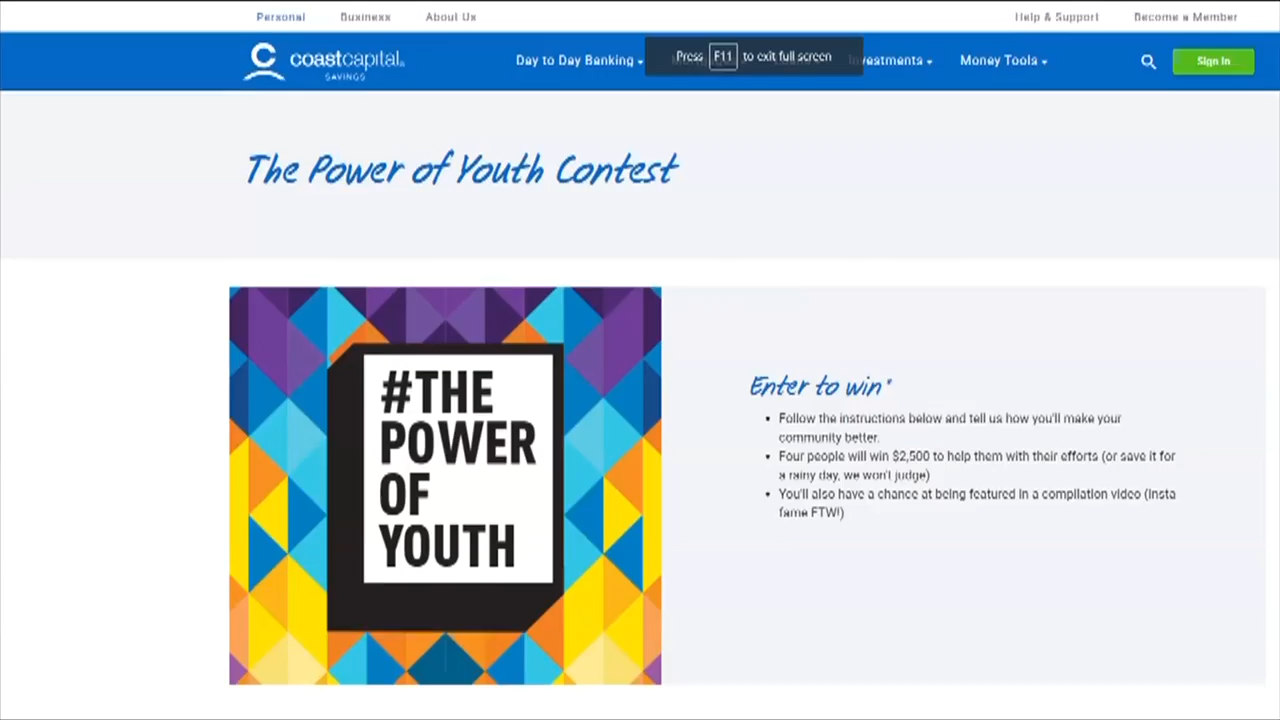 Personal Business About Us Help & Support Become a Member
coastcapital
SAVINGS
Day to Day Banking Press F11 to exit full screen Investments Money Tools Sign In
The Power of Youth Contest
#THE
POWER
OF
YOUTH
Enter to win*
Follow the instructions below and tell us how you'll make your
community better.
Four people will win $2,500 to help them with their efforts (or save it for
a rainy day, we won't judge)
You'll also have a chance at being featured in a compilation video (Insta
fame FTW!)